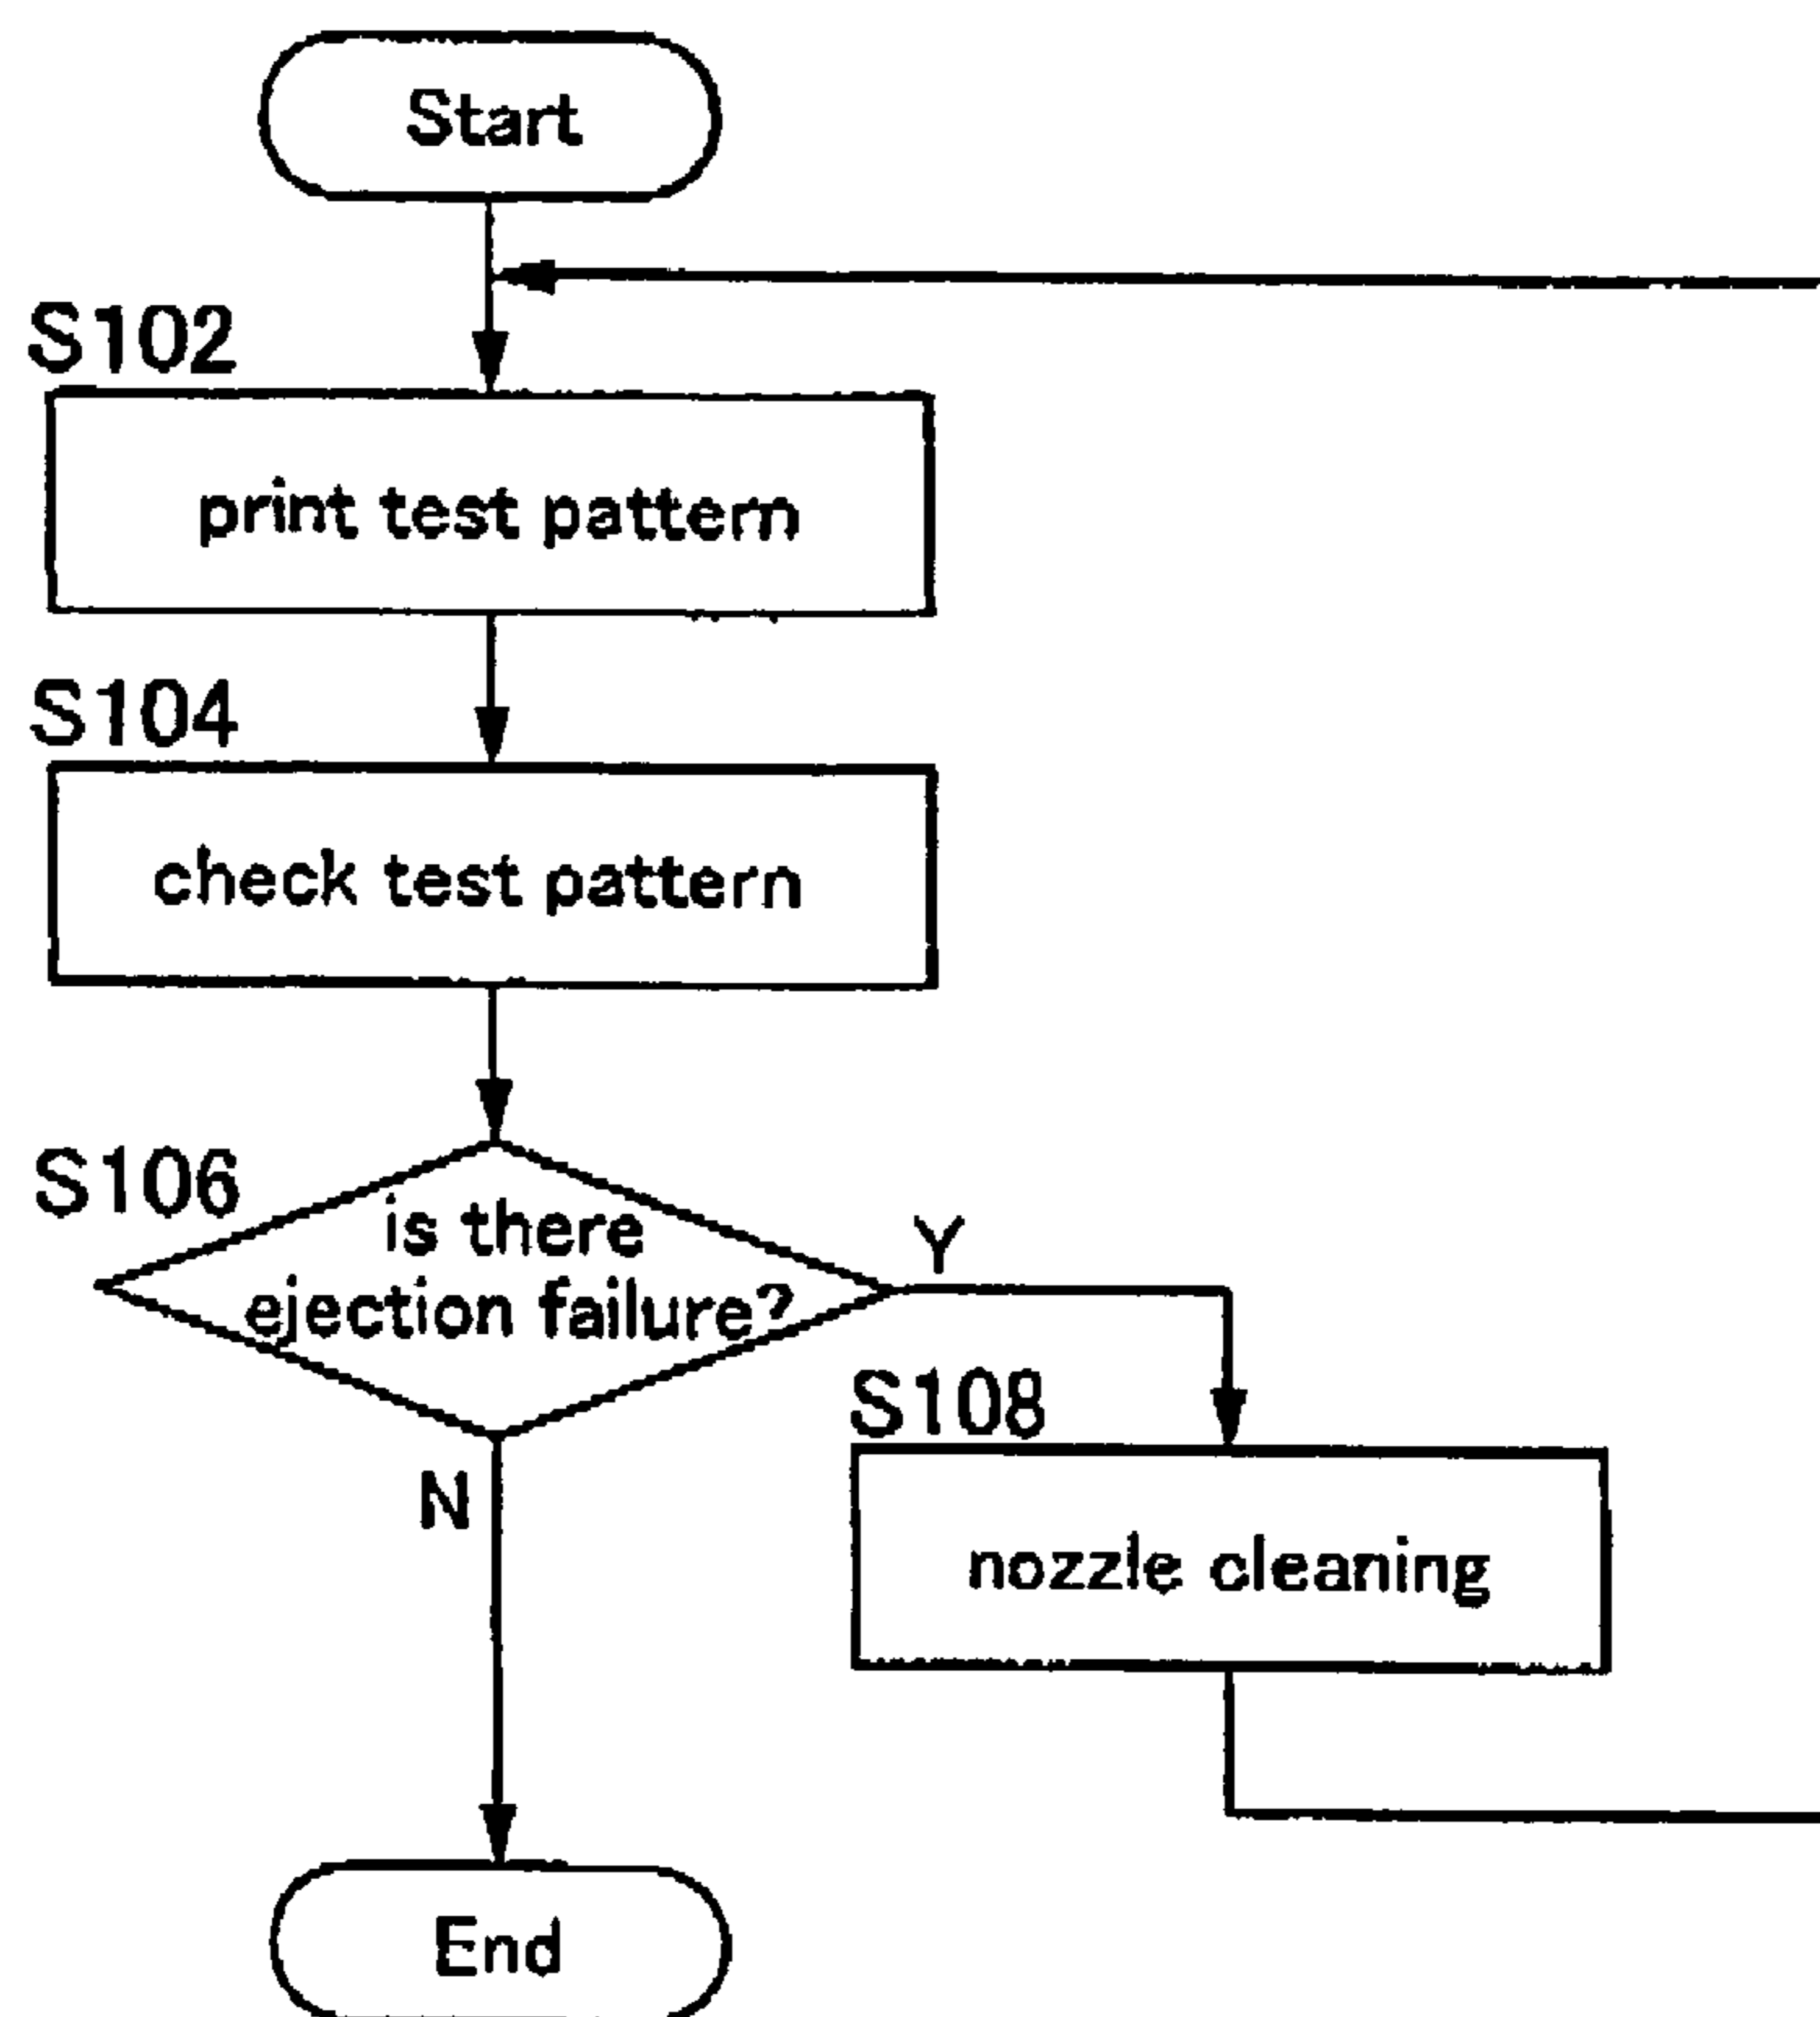 Start
S102
print test pattern
S104
check test pattern
S106
is there
ejection failure?
Y
S108
N
nozzle cleaning
End